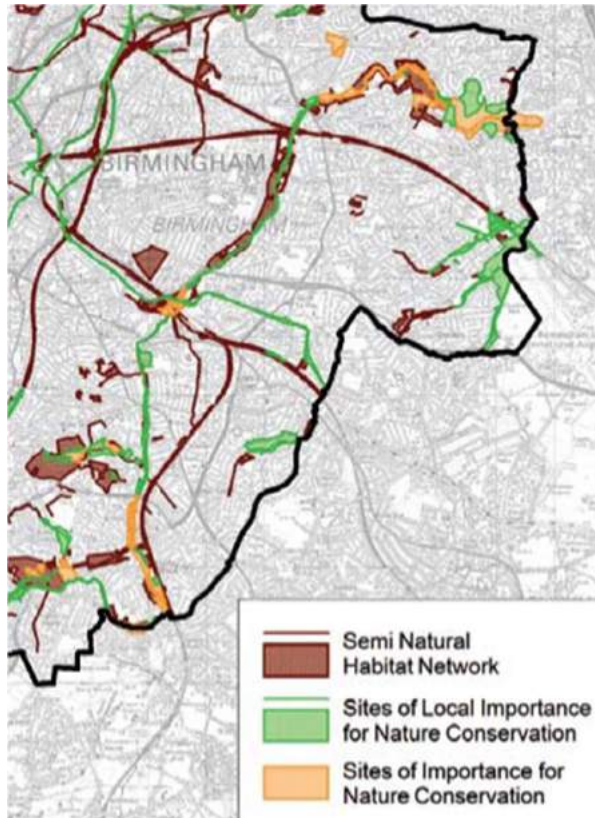 BIRMINGHAM
BIRMINGHAM
Semi Natural
Habitat Network
Sites of Local Importance
for Nature Conservation
Sites of Importance for
Nature Conservation